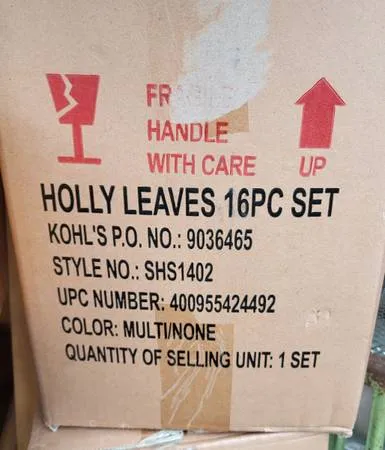 FRAGILE
HANDLE
WITH CARE
UP
HOLLY LEAVES 16PC SET
KOHL'S P.O. NO.: 9036465
STYLE NO.: SHS1402
UPC NUMBER: 400955424492
COLOR: MULTI/NONE
QUANTITY OF SELLING UNIT: 1 SET